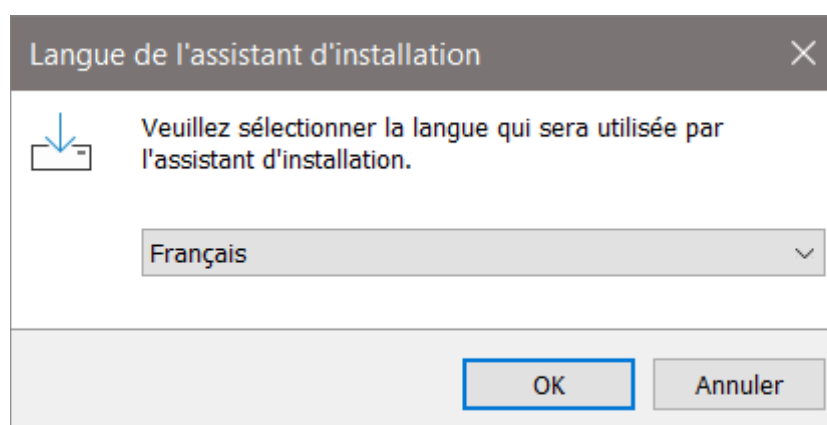 Langue de l'assistant d'installation
Veuillez sélectionner la langue qui sera utilisée par
l'assistant d'installation.
Français
OK
Annuler